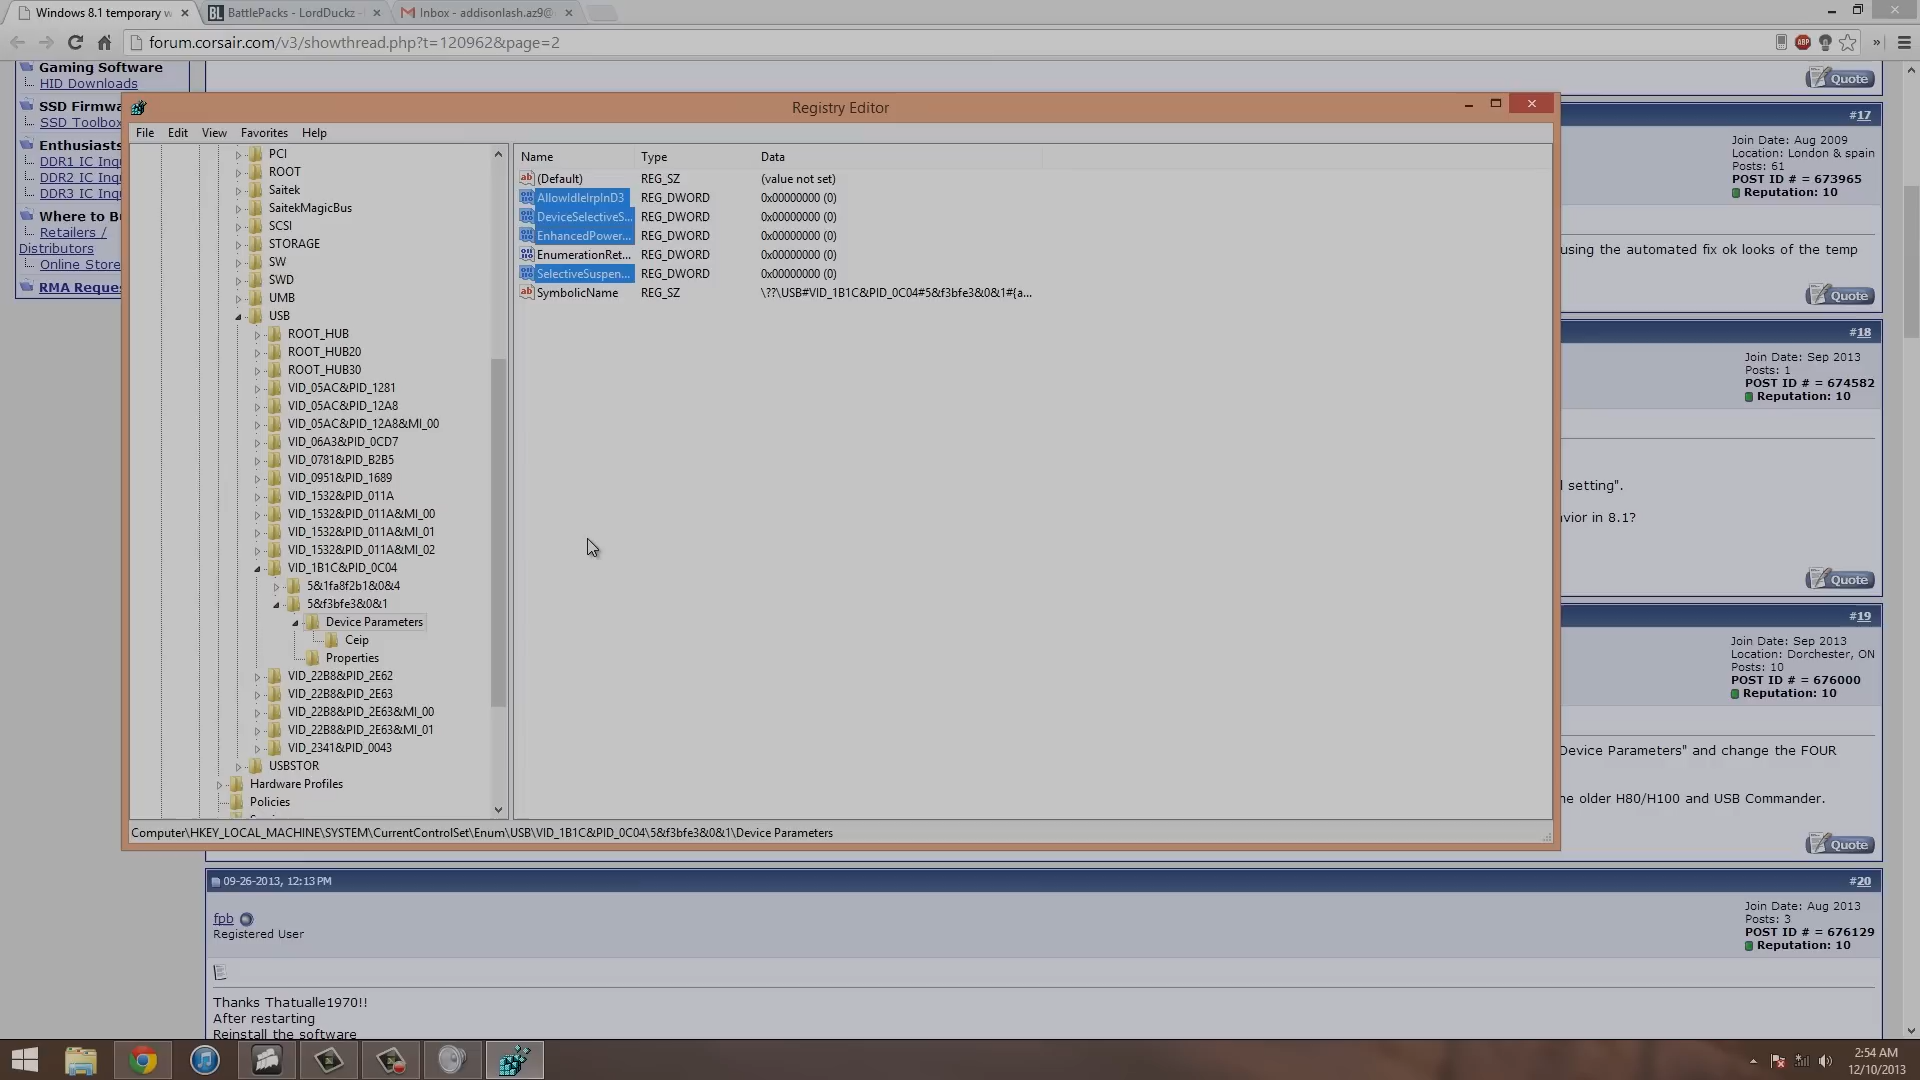 Windows 8.1 temporary w
BattlePacks - LordDuckz -
Inbox - addisonlash.az9@
forum.corsair.com/v3/showthread.php?t=120962&page=2
ABP
»
Gaming Software
HID Downloads
SSD Firmwa
SSD Toolbox
Enthusiasts
DDR1 IC Inq
DDR2 IC Inq
DDR3 IC Inq
Where to Bu
Retailers /
Distributors
Online Store
RMA Reques
Registry Editor
File Edit View Favorites Help
PCI
ROOT
Saitek
SaitekMagicBus
SCSI
STORAGE
SW
SWD
UMB
USB
ROOT_HUB
ROOT_HUB20
ROOT_HUB30
VID_05AC&PID_1281
VID_05AC&PID_12A8
VID_05AC&PID_12A8&MI_00
VID_06A3&PID_0CD7
VID_0781&PID_B2B5
VID_0951&PID_1689
VID_1532&PID_011A
VID_1532&PID_011A&MI_00
VID_1532&PID_011A&MI_01
VID_1532&PID_011A&MI_02
VID_1B1C&PID_0C04
5&1fa8f2b1&0&4
5&f3bfe3&0&1
Device Parameters
Ceip
Properties
VID_22B8&PID_2E62
VID_22B8&PID_2E63
VID_22B8&PID_2E63&MI_00
VID_22B8&PID_2E63&MI_01
VID_2341&PID_0043
USBSTOR
Hardware Profiles
Policies
Name Type Data
(Default) REG_SZ (value not set)
AllowIdleIrpInD3 REG_DWORD 0x00000000 (0)
DeviceSelectiveS... REG_DWORD 0x00000000 (0)
EnhancedPower... REG_DWORD 0x00000000 (0)
EnumerationRet... REG_DWORD 0x00000000 (0)
SelectiveSuspen... REG_DWORD 0x00000000 (0)
SymbolicName REG_SZ \??\USB#VID_1B1C&PID_0C04#5&f3bfe3&0&1#{a...
Computer\HKEY_LOCAL_MACHINE\SYSTEM\CurrentControlSet\Enum\USB\VID_1B1C&PID_0C04\5&f3bfe3&0&1\Device Parameters
Quote
#17
Join Date: Aug 2009
Location: London & spain
Posts: 61
POST ID # = 673965
Reputation: 10
using the automated fix ok looks of the temp
Quote
#18
Join Date: Sep 2013
Posts: 1
POST ID # = 674582
Reputation: 10
setting".
vior in 8.1?
Quote
#19
Join Date: Sep 2013
Location: Dorchester, ON
Posts: 10
POST ID # = 676000
Reputation: 10
Device Parameters" and change the FOUR
ne older H80/H100 and USB Commander.
Quote
09-26-2013, 12:13 PM
#20
fpb
Registered User
Join Date: Aug 2013
Posts: 3
POST ID # = 676129
Reputation: 10
Thanks Thatualle1970!!
After restarting
Reinstall the software
2:54 AM
12/10/2013